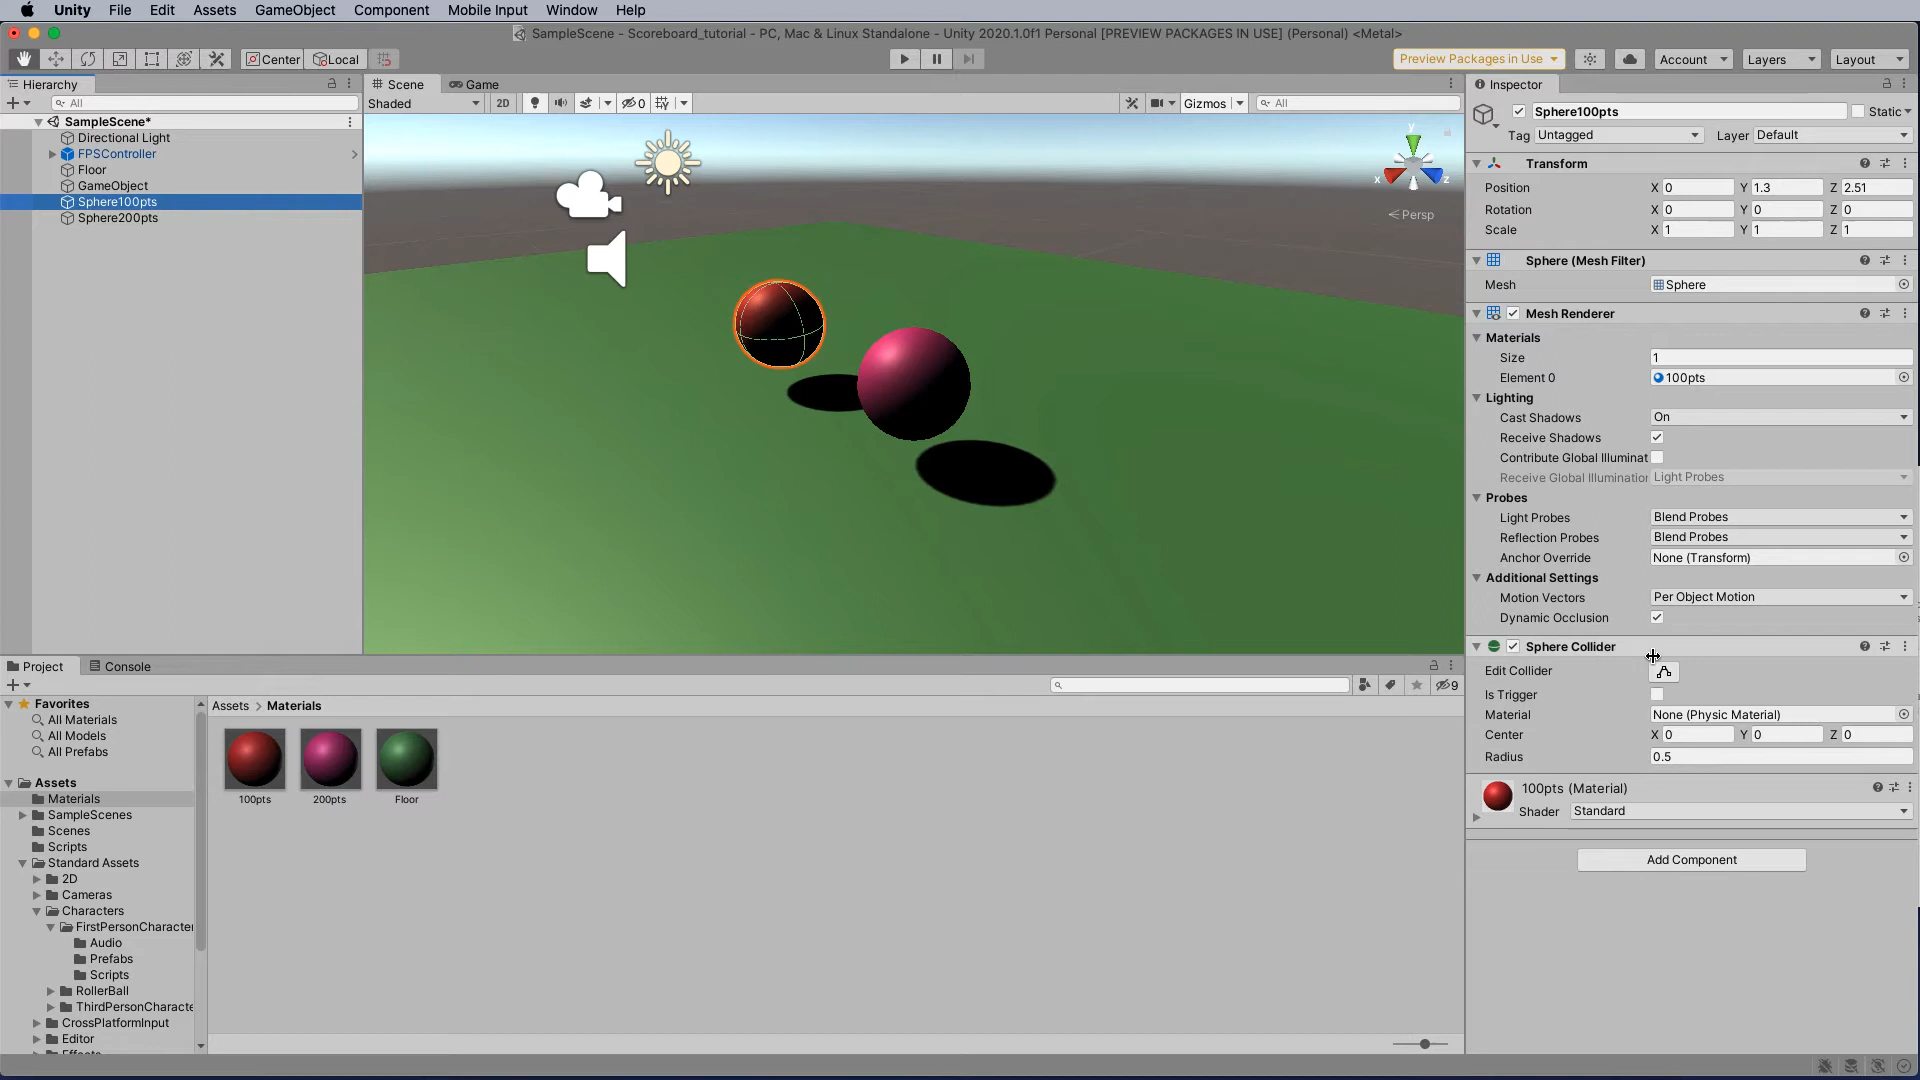 Unity File Edit Assets GameObject Component Mobile Input Window Help
SampleScene - Scoreboard_tutorial - PC, Mac & Linux Standalone - Unity 2020.1.0f1 Personal [PREVIEW PACKAGES IN USE] (Personal) <Metal>
Center Local Preview Packages in Use Account Layers Layout
Hierarchy
All
SampleScene*
Directional Light
FPSController
Floor
GameObject
Sphere100pts
Sphere200pts
Scene Game
Shaded 2D 0 Gizmos All
y
x z
Persp
Inspector
Sphere100pts Static
Tag Untagged Layer Default
Transform
Position X 0 Y 1.3 Z 2.51
Rotation X 0 Y 0 Z 0
Scale X 1 Y 1 Z 1
Sphere (Mesh Filter)
Mesh Sphere
Mesh Renderer
Materials
Size 1
Element 0 100pts
Lighting
Cast Shadows On
Receive Shadows
Contribute Global Illuminat
Receive Global Illumination Light Probes
Probes
Light Probes Blend Probes
Reflection Probes Blend Probes
Anchor Override None (Transform)
Additional Settings
Motion Vectors Per Object Motion
Dynamic Occlusion
Sphere Collider
Edit Collider
Is Trigger
Material None (Physic Material)
Center X 0 Y 0 Z 0
Radius 0.5
100pts (Material)
Shader Standard
Add Component
Project Console
9
Favorites
All Materials
All Models
All Prefabs
Assets
Materials
SampleScenes
Scenes
Scripts
Standard Assets
2D
Cameras
Characters
FirstPersonCharacter
Audio
Prefabs
Scripts
RollerBall
ThirdPersonCharacte
CrossPlatformInput
Editor
Effects
Assets > Materials
100pts 200pts Floor